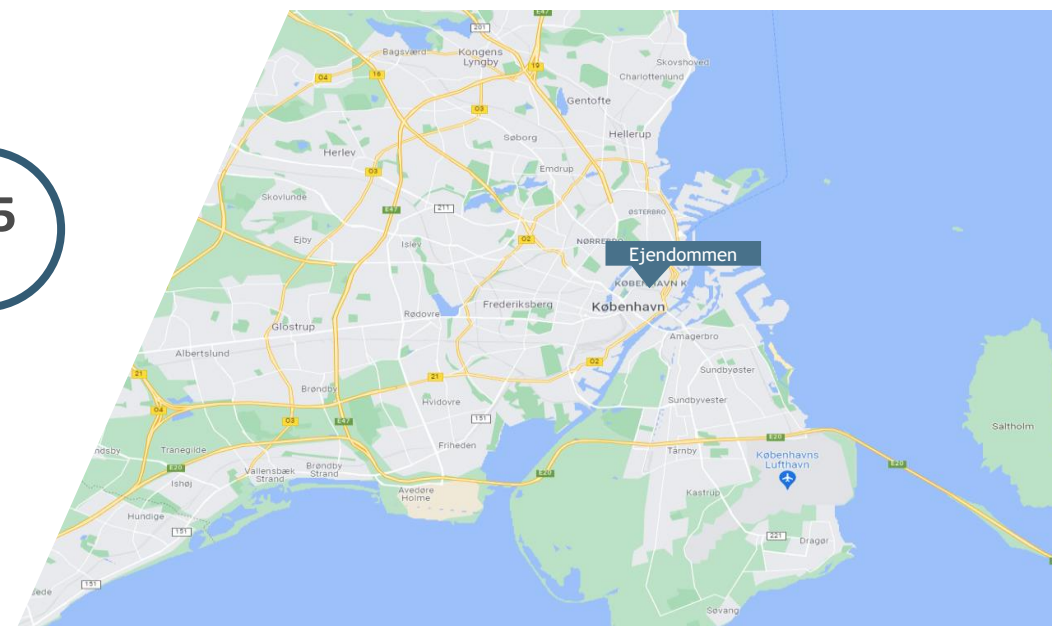 E47
201
Bagsværd
Kongens
Lyngby
Skovshoved
19
16
O4
Charlottenlund
Gentofte
O3
Søborg
Hellerup
Herlev
Emdrup
O3
Skovlunde
5
E47
211
ØSTERBRO
Ejby
Islev
O2
NØRREBRO
Ejendommen
KØBENHAVN K
Frederiksberg
København
Rødovre
Glostrup
Amagerbro
Albertslund
O2
Sundbyøster
21
21
Brøndby
Hvidovre
Sundbyvester
O4
O3
E47
151
Saltholm
E20
Friheden
Tranegilde
Tårnby
Københavns
Lufthavn
E20
E20
Vallensbæk
Strand
Brøndby
Strand
E20
Ishøj
Avedøre
Holme
Kastrup
Hundige
151
221
Dragør
151
Søvang